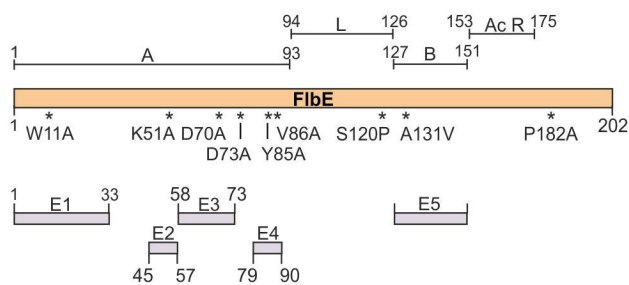 94 L 126 153 Ac R 175
1 A 93 127 B 151
FlbE
* * * * ** * * *
1 W11A K51A D70A V86A S120P A131V P182A 202
D73A Y85A
1 E1 33 58 E3 73 E5
E2 E4
45 57 79 90